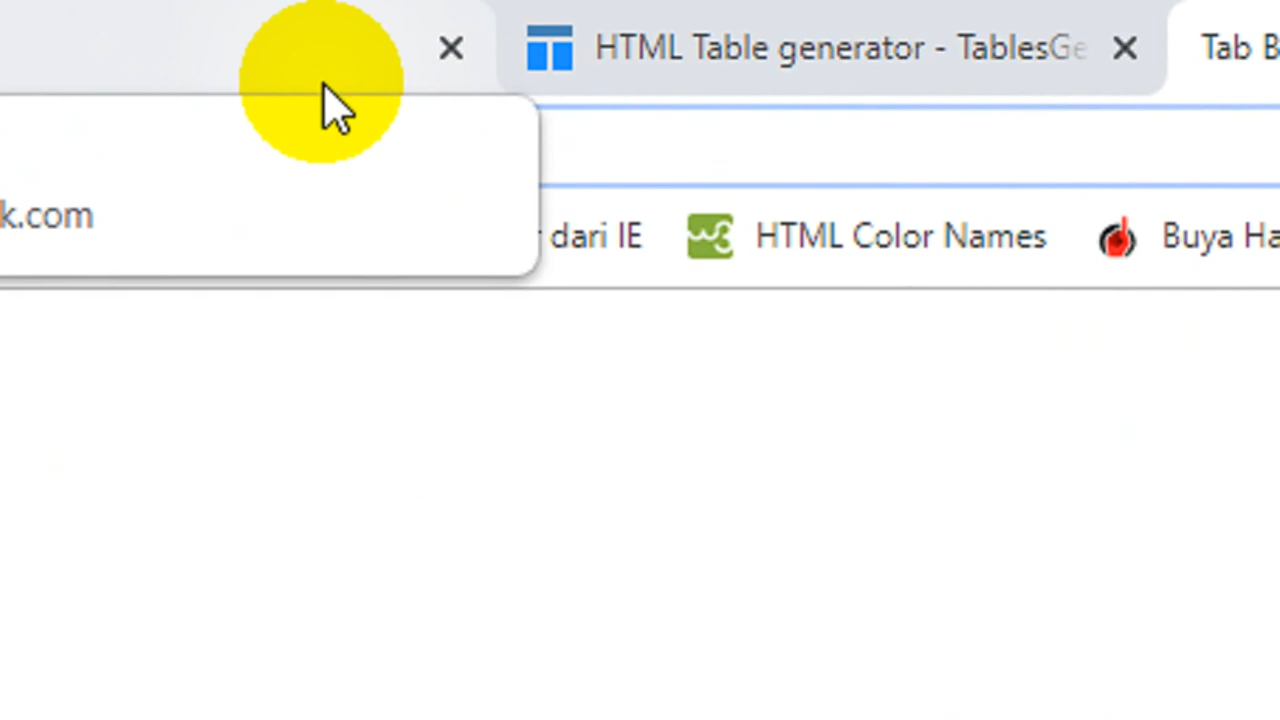 HTML Table generator - TablesGe
Tab B
k.com
dari IE
HTML Color Names
Buya Ha